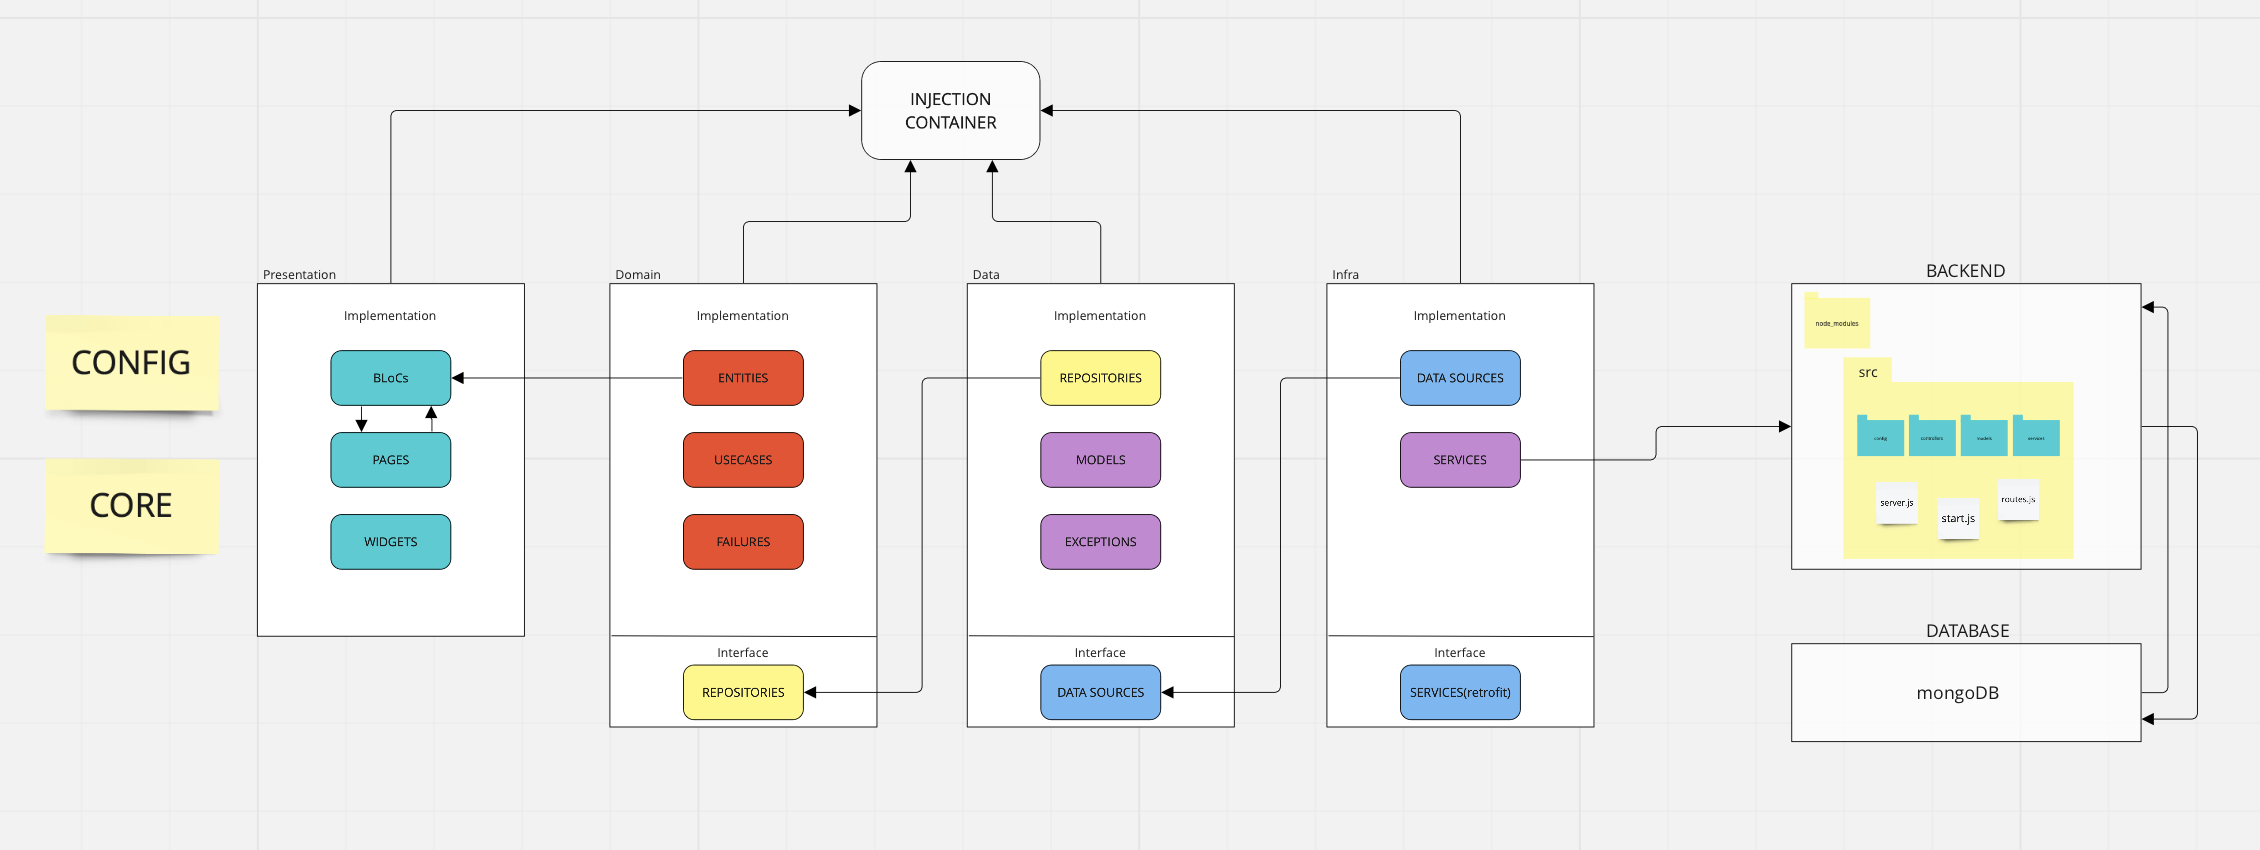 INJECTION
CONTAINER
CONFIG
CORE
Presentation
Implementation
BLoCs
PAGES
WIDGETS
Domain
Implementation
ENTITIES
USECASES
FAILURES
Interface
REPOSITORIES
Data
Implementation
REPOSITORIES
MODELS
EXCEPTIONS
Interface
DATA SOURCES
Infra
Implementation
DATA SOURCES
SERVICES
Interface
SERVICES(retrofit)
BACKEND
node_modules
src
config
controllers
models
services
server.js
start.js
routes.js
DATABASE
mongoDB